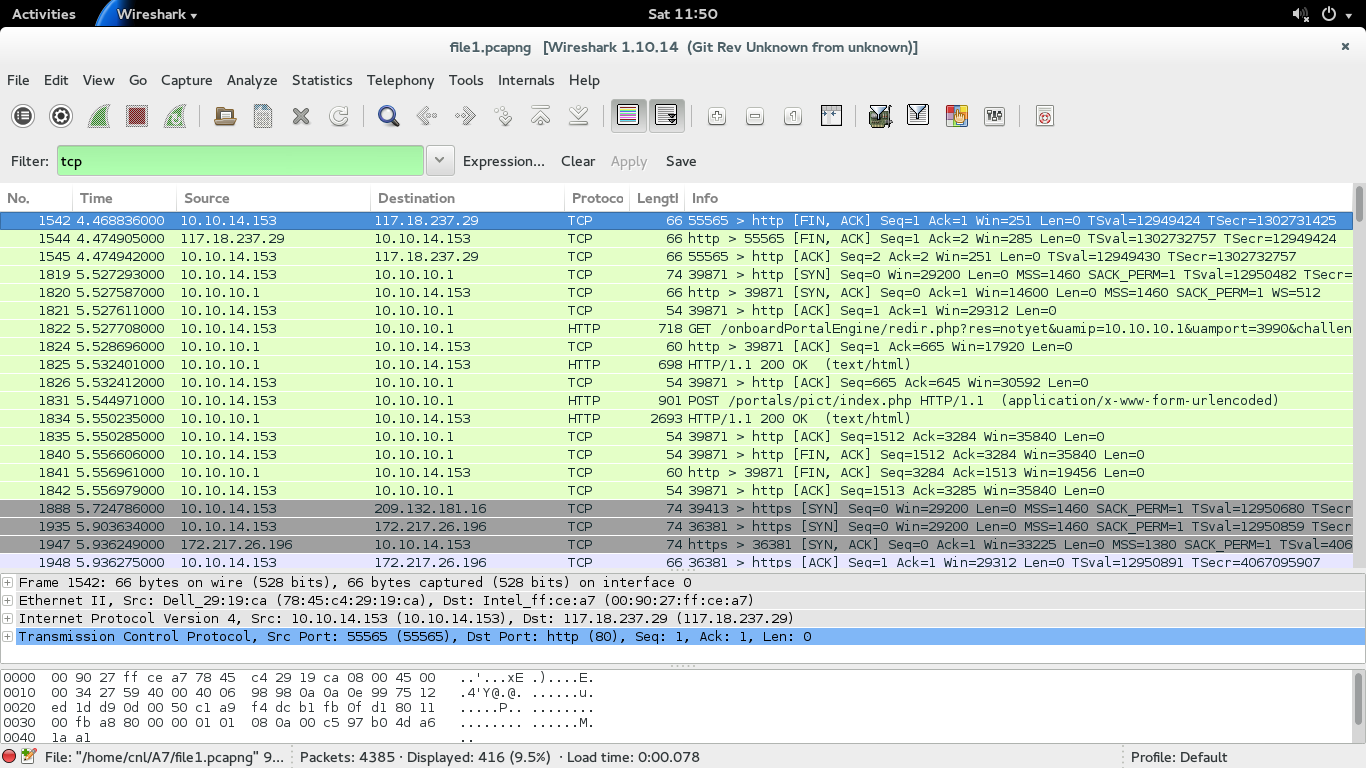 Activities Wireshark Sat 11:50
file1.pcapng [Wireshark 1.10.14 (Git Rev Unknown from unknown)]
File Edit View Go Capture Analyze Statistics Telephony Tools Internals Help
Filter: tcp Expression... Clear Apply Save
No. Time Source Destination Protoco Lengtl Info
1542 4.468836000 10.10.14.153 117.18.237.29 TCP 66 55565 > http [FIN, ACK] Seq=1 Ack=1 Win=251 Len=0 TSval=12949424 TSecr=1302731425
1544 4.474905000 117.18.237.29 10.10.14.153 TCP 66 http > 55565 [FIN, ACK] Seq=1 Ack=2 Win=285 Len=0 TSval=1302732757 TSecr=12949424
1545 4.474942000 10.10.14.153 117.18.237.29 TCP 66 55565 > http [ACK] Seq=2 Ack=2 Win=251 Len=0 TSval=12949430 TSecr=1302732757
1819 5.527293000 10.10.14.153 10.10.10.1 TCP 74 39871 > http [SYN] Seq=0 Win=29200 Len=0 MSS=1460 SACK_PERM=1 TSval=12950482 TSecr=
1820 5.527587000 10.10.10.1 10.10.14.153 TCP 66 http > 39871 [SYN, ACK] Seq=0 Ack=1 Win=14600 Len=0 MSS=1460 SACK_PERM=1 WS=512
1821 5.527611000 10.10.14.153 10.10.10.1 TCP 54 39871 > http [ACK] Seq=1 Ack=1 Win=29312 Len=0
1822 5.527708000 10.10.14.153 10.10.10.1 HTTP 718 GET /onboardPortalEngine/redir.php?res=notyet&uamip=10.10.10.1&uamport=3990&challen
1824 5.528696000 10.10.10.1 10.10.14.153 TCP 60 http > 39871 [ACK] Seq=1 Ack=665 Win=17920 Len=0
1825 5.532401000 10.10.10.1 10.10.14.153 HTTP 698 HTTP/1.1 200 OK (text/html)
1826 5.532412000 10.10.14.153 10.10.10.1 TCP 54 39871 > http [ACK] Seq=665 Ack=645 Win=30592 Len=0
1831 5.544971000 10.10.14.153 10.10.10.1 HTTP 901 POST /portals/pict/index.php HTTP/1.1 (application/x-www-form-urlencoded)
1834 5.550235000 10.10.10.1 10.10.14.153 HTTP 2693 HTTP/1.1 200 OK (text/html)
1835 5.550285000 10.10.14.153 10.10.10.1 TCP 54 39871 > http [ACK] Seq=1512 Ack=3284 Win=35840 Len=0
1840 5.556606000 10.10.14.153 10.10.10.1 TCP 54 39871 > http [FIN, ACK] Seq=1512 Ack=3284 Win=35840 Len=0
1841 5.556961000 10.10.10.1 10.10.14.153 TCP 60 http > 39871 [FIN, ACK] Seq=3284 Ack=1513 Win=19456 Len=0
1842 5.556979000 10.10.14.153 10.10.10.1 TCP 54 39871 > http [ACK] Seq=1513 Ack=3285 Win=35840 Len=0
1888 5.724786000 10.10.14.153 209.132.181.16 TCP 74 39413 > https [SYN] Seq=0 Win=29200 Len=0 MSS=1460 SACK_PERM=1 TSval=12950680 TSecr
1935 5.903634000 10.10.14.153 172.217.26.196 TCP 74 36381 > https [SYN] Seq=0 Win=29200 Len=0 MSS=1460 SACK_PERM=1 TSval=12950859 TSecr
1947 5.936249000 172.217.26.196 10.10.14.153 TCP 74 https > 36381 [SYN, ACK] Seq=0 Ack=1 Win=33225 Len=0 MSS=1380 SACK_PERM=1 TSval=406
1948 5.936275000 10.10.14.153 172.217.26.196 TCP 66 36381 > https [ACK] Seq=1 Ack=1 Win=29312 Len=0 TSval=12950891 TSecr=4067095907
Frame 1542: 66 bytes on wire (528 bits), 66 bytes captured (528 bits) on interface 0
Ethernet II, Src: Dell_29:19:ca (78:45:c4:29:19:ca), Dst: Intel_ff:ce:a7 (00:90:27:ff:ce:a7)
Internet Protocol Version 4, Src: 10.10.14.153 (10.10.14.153), Dst: 117.18.237.29 (117.18.237.29)
Transmission Control Protocol, Src Port: 55565 (55565), Dst Port: http (80), Seq: 1, Ack: 1, Len: 0
0000 00 90 27 ff ce a7 78 45 c4 29 19 ca 08 00 45 00 ..'...xE .)....E.
0010 00 34 27 59 40 00 40 06 98 98 0a 0a 0e 99 75 12 .4'Y@.@. ......u.
0020 ed 1d d9 0d 00 50 c1 a9 f4 dc b1 fb 0f d1 80 11 .....P.. ........
0030 00 fb a8 80 00 00 01 01 08 0a 00 c5 97 b0 4d a6 ........ ......M.
0040 1a a1 ..
File: "/home/cnl/A7/file1.pcapng" 9... Packets: 4385 · Displayed: 416 (9.5%) · Load time: 0:00.078 Profile: Default